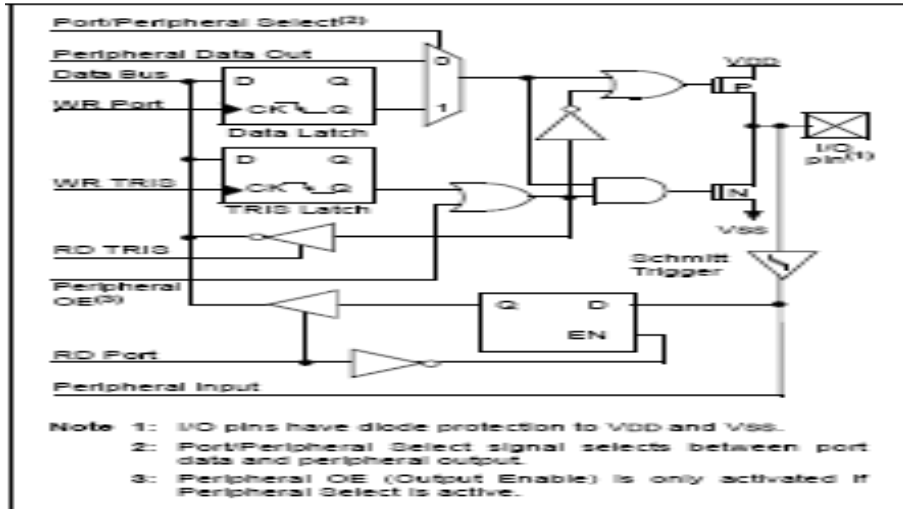 Port/Peripheral Select(2)
Peripheral Data Out
Data Bus
WR Port
D Q
CK Q
Data Latch
0
1
VDD
P
I/O
pin(1)
WR TRIS
D Q
CK Q
TRIS Latch
N
VSS
RD TRIS
Schmitt
Trigger
Peripheral
OE(3)
Q D
EN
RD Port
Peripheral Input
Note 1: I/O pins have diode protection to VDD and VSS.
2: Port/Peripheral Select signal selects between port
data and peripheral output.
3: Peripheral OE (Output Enable) is only activated if
Peripheral Select is active.